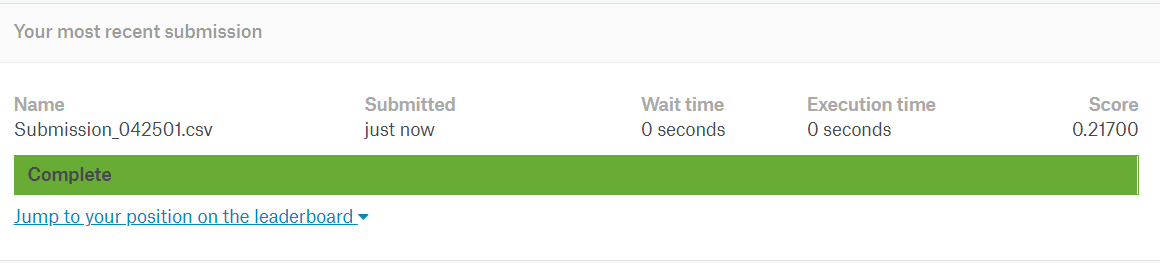 Your most recent submission
Name Submitted Wait time Execution time Score
Submission_042501.csv just now 0 seconds 0 seconds 0.21700
Complete
Jump to your position on the leaderboard